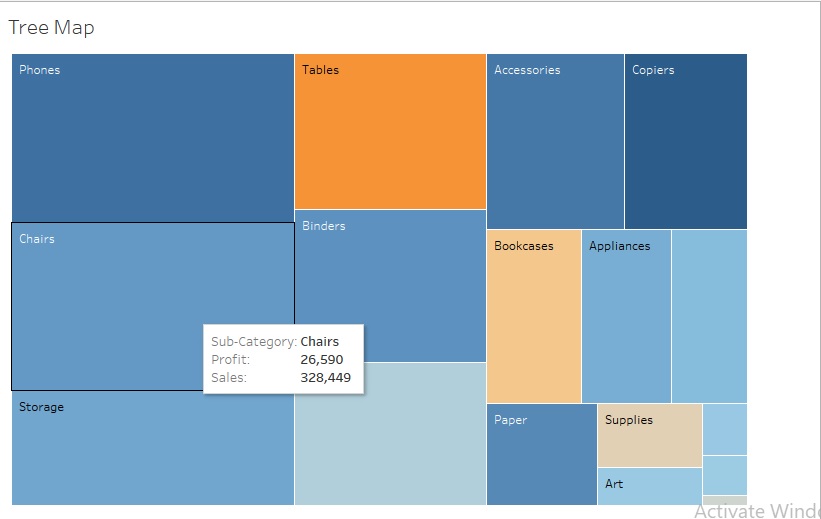 Tree Map
Phones
Tables
Accessories
Copiers
Chairs
Binders
Bookcases
Appliances
Sub-Category: Chairs
Profit: 26,590
Sales: 328,449
Storage
Paper
Supplies
Art
Activate Windo